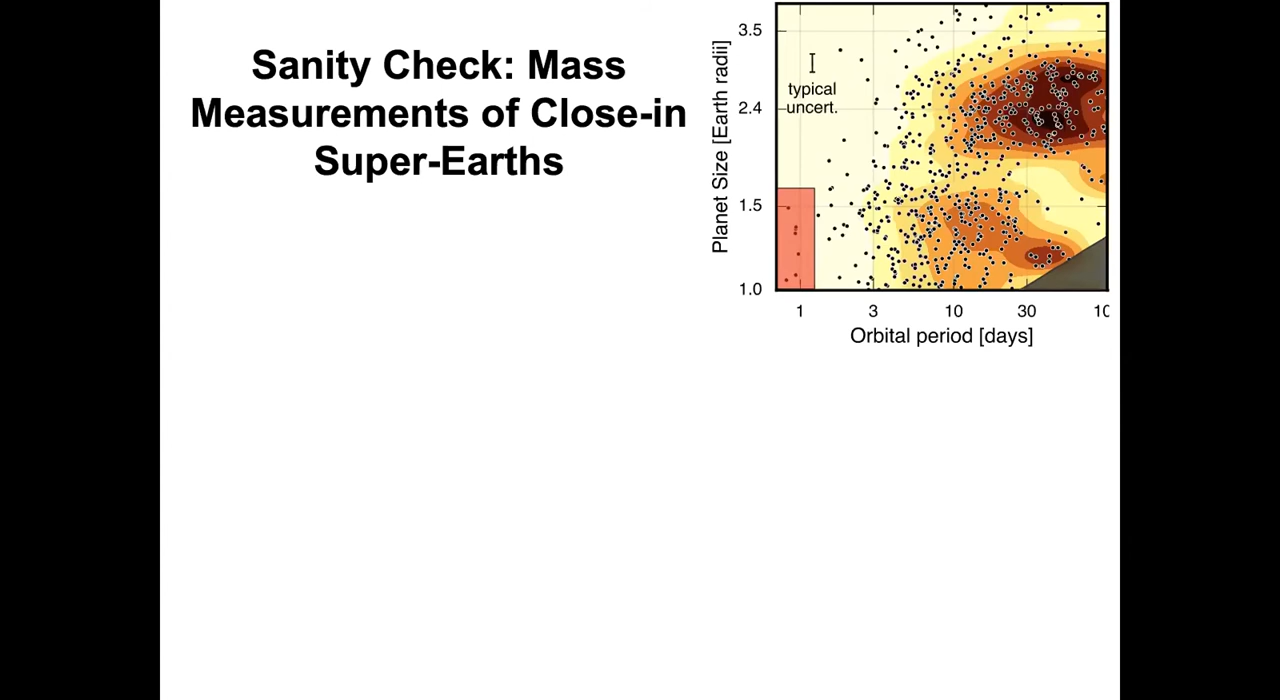 Sanity Check: Mass
Measurements of Close-in
Super-Earths
3.5
typical
uncert.
2.4
1.5
1.0
Planet Size [Earth radii]
1
3
10
30
10
Orbital period [days]